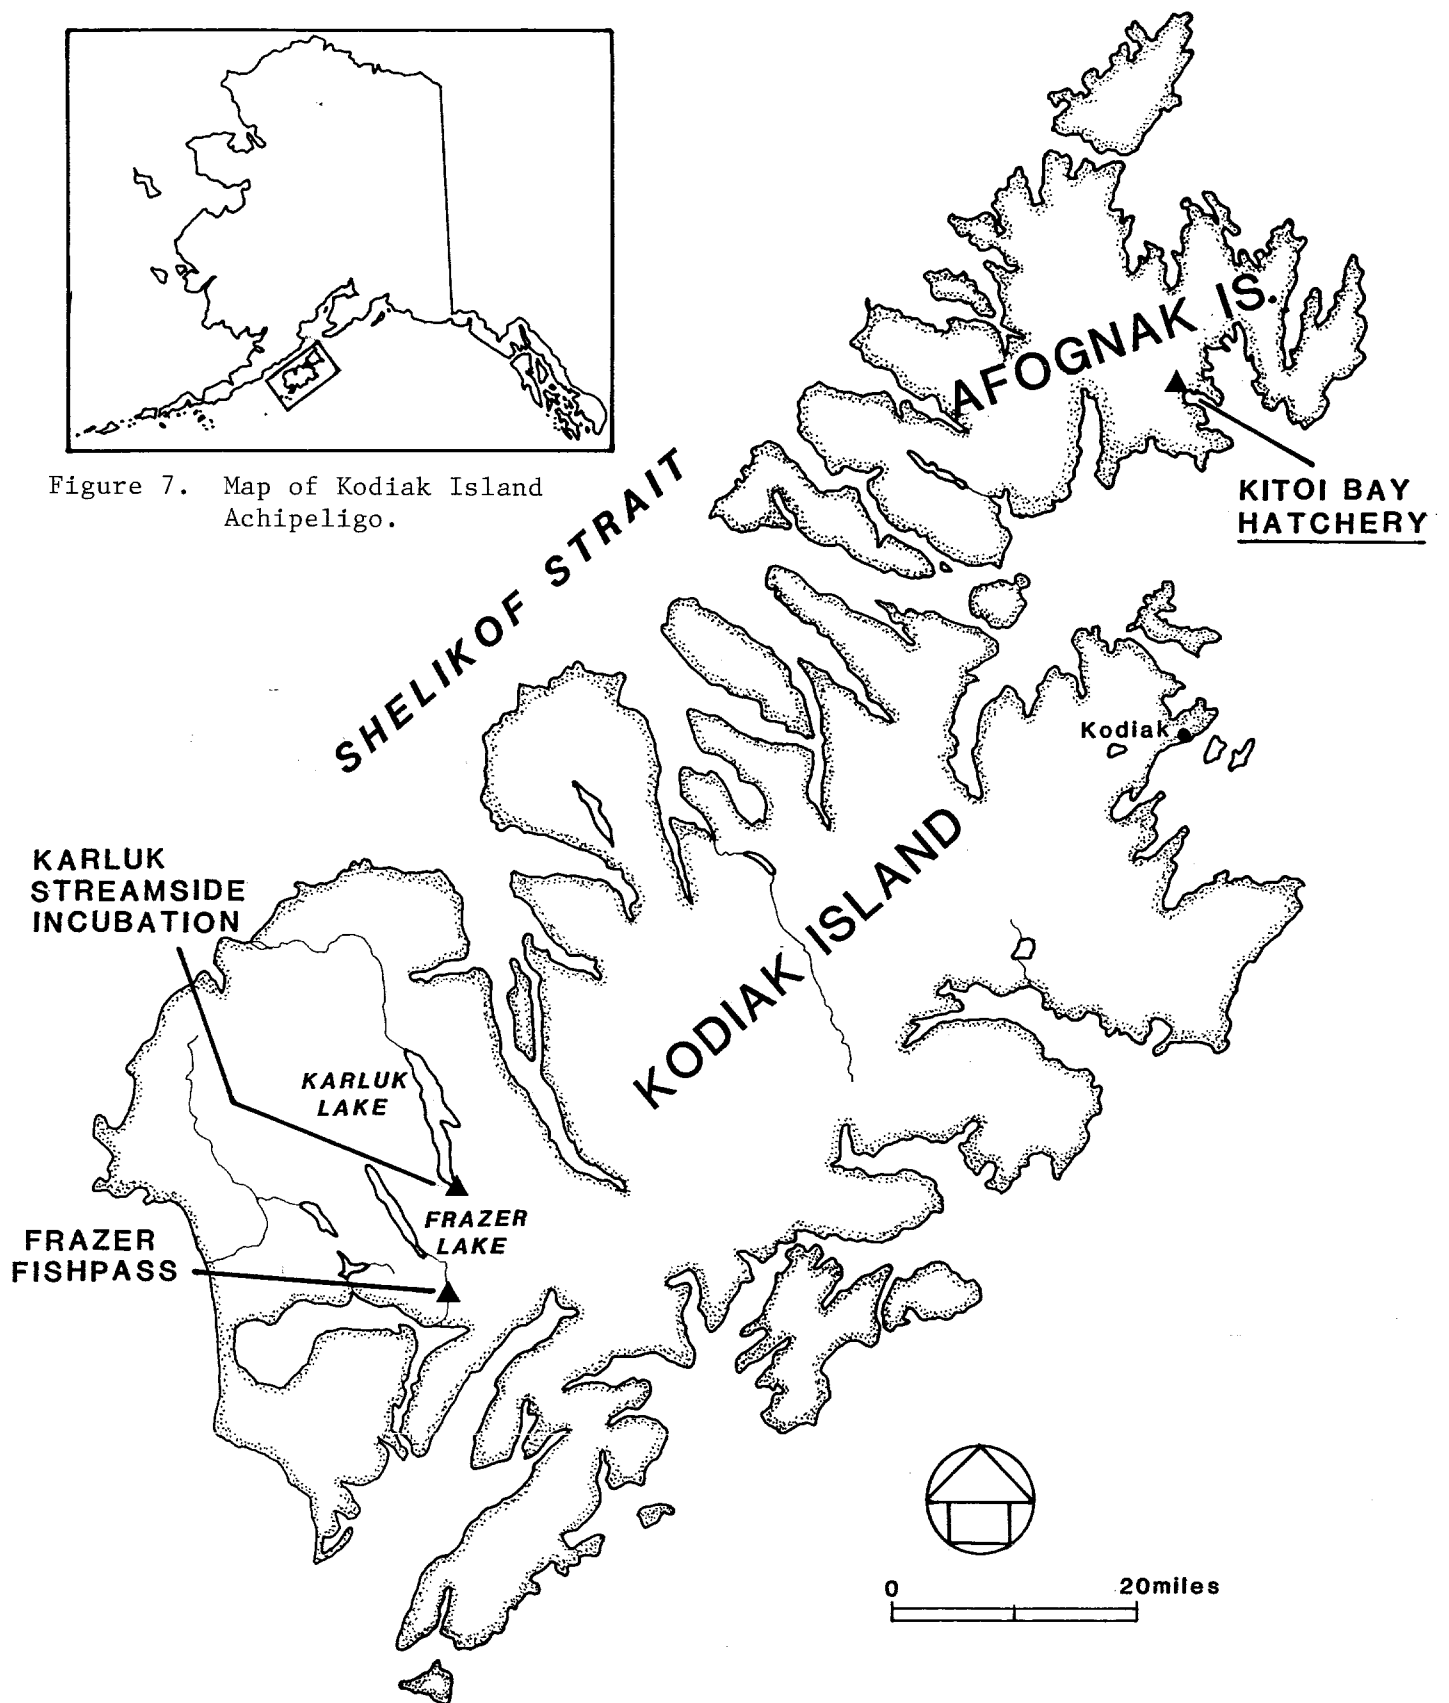 Figure 7. Map of Kodiak Island
Achipeligo.
AFOGNAK IS.
KITOI BAY
HATCHERY
SHELIKOF STRAIT
Kodiak
KODIAK ISLAND
KARLUK
STREAMSIDE
INCUBATION
KARLUK
LAKE
FRAZER
LAKE
FRAZER
FISHPASS
0 20miles